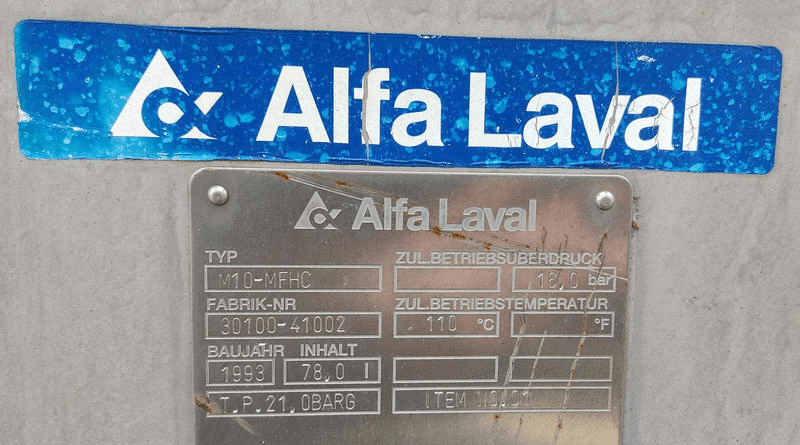 Alfa Laval
Alfa Laval
TYP ZUL.BETRIEBSÜBERDRUCK
M10-MFHC 16,0 bar
FABRIK-NR ZUL.BETRIEBSTEMPERATUR
30100-41002 110 °C °F
BAUJAHR INHALT
1993 78,0 l
T.P.21,0BARG ITEM NO.01